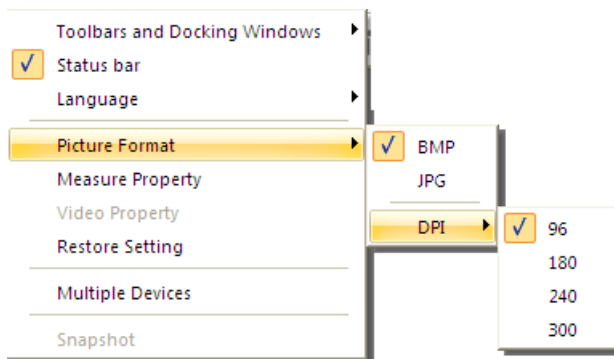 Toolbars and Docking Windows
Status bar
Language
Picture Format
Measure Property
Video Property
Restore Setting
Multiple Devices
Snapshot
BMP
JPG
DPI
96
180
240
300